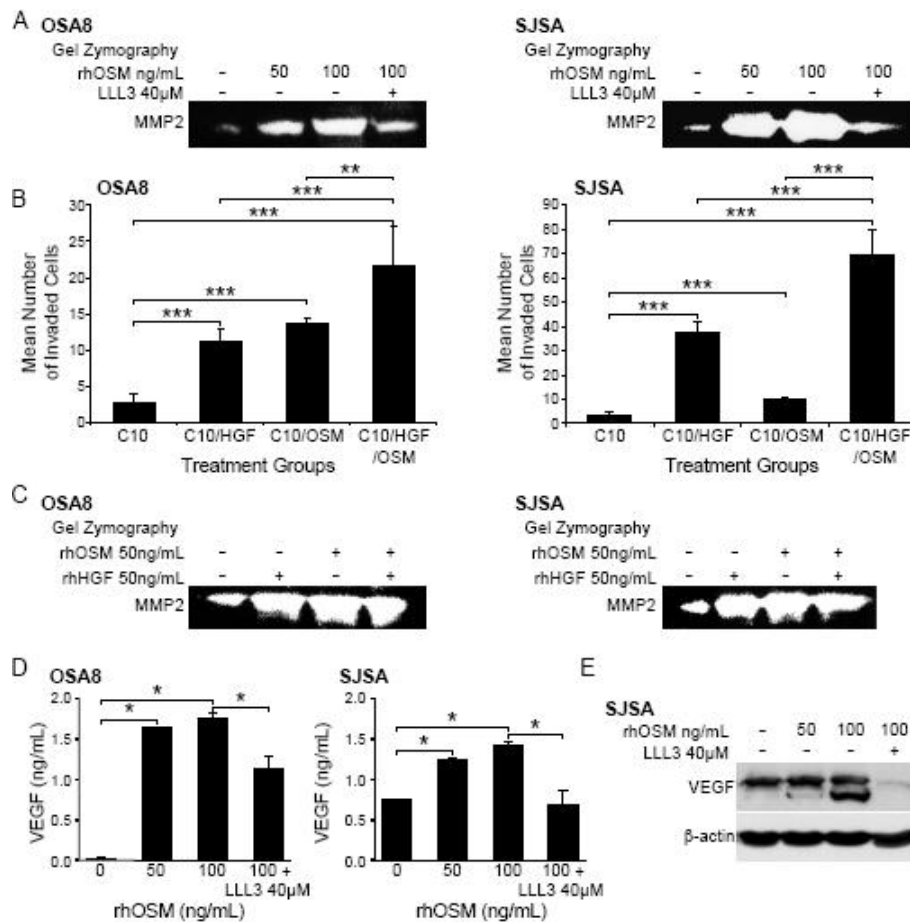 A
OSA8
Gel Zymography
rhOSM ng/mL - 50 100 100
LLL3 40µM - - - +
MMP2
SJSA
Gel Zymography
rhOSM ng/mL - 50 100 100
LLL3 40µM - - - +
MMP2
B
OSA8
Mean Number
of Invaded Cells
30
25
20
15
10
5
0
***
***
***
***
**
C10 C10/HGF C10/OSM C10/HGF
/OSM
Treatment Groups
SJSA
Mean Number
of Invaded Cells
90
80
70
60
50
40
30
20
10
0
***
***
***
***
***
C10 C10/HGF C10/OSM C10/HGF
/OSM
Treatment Groups
C
OSA8
Gel Zymography
rhOSM 50ng/mL - - + +
rhHGF 50ng/mL - + - +
MMP2
SJSA
Gel Zymography
rhOSM 50ng/mL - - + +
rhHGF 50ng/mL - + - +
MMP2
D
OSA8
VEGF (ng/mL)
2.0
1.5
1.0
0.5
0.0
*
*
*
0 50 100 100 +
LLL3 40µM
rhOSM (ng/mL)
SJSA
VEGF (ng/mL)
2.0
1.5
1.0
0.5
0.0
*
*
*
0 50 100 100 +
LLL3 40µM
rhOSM (ng/mL)
E
SJSA
rhOSM ng/mL - 50 100 100
LLL3 40µM - - - +
VEGF
β-actin